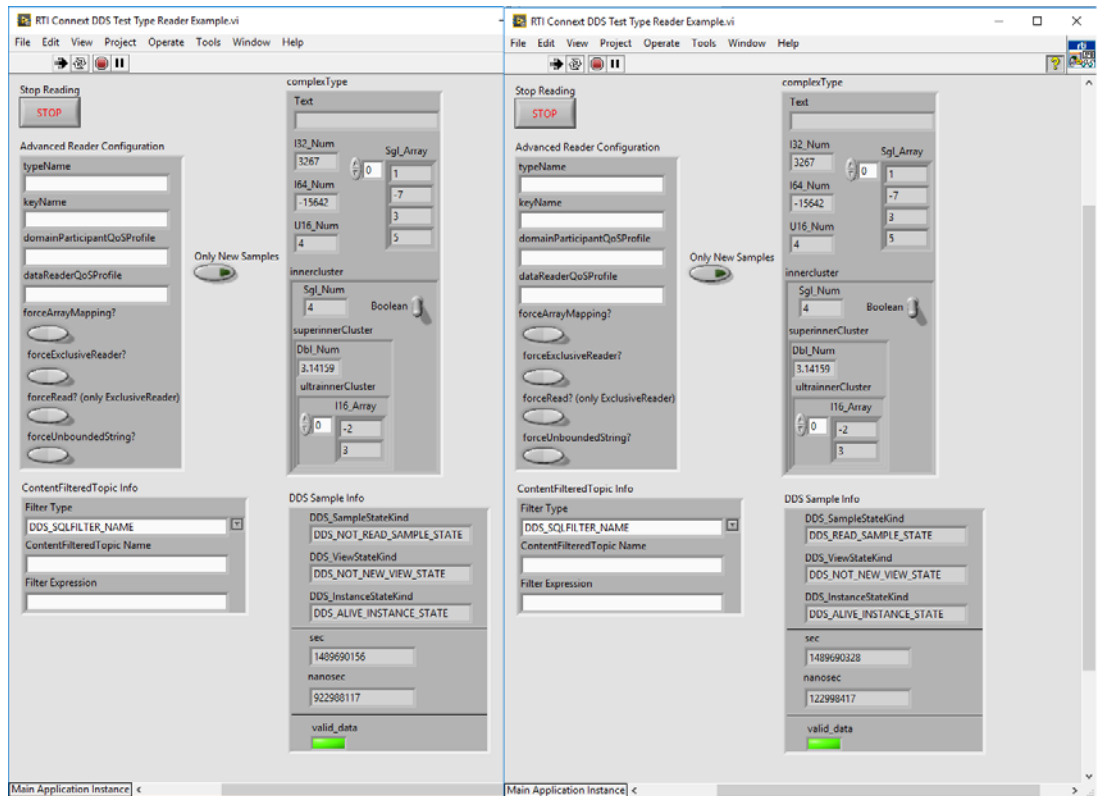 RTI Connext DDS Test Type Reader Example.vi
File Edit View Project Operate Tools Window Help
Stop Reading
STOP
Advanced Reader Configuration
typeName
keyName
domainParticipantQoSProfile
dataReaderQoSProfile
forceArrayMapping?
forceExclusiveReader?
forceRead? (only ExclusiveReader)
forceUnboundedString?
Only New Samples
complexType
Text
I32_Num
3267
I64_Num
-15642
U16_Num
4
Sgl_Array
0
1
-7
3
5
innercluster
Sgl_Num
4
Boolean
superinnerCluster
Dbl_Num
3.14159
ultrainnerCluster
I16_Array
0
-2
3
ContentFilteredTopic Info
Filter Type
DDS_SQLFILTER_NAME
ContentFilteredTopic Name
Filter Expression
DDS Sample Info
DDS_SampleStateKind
DDS_NOT_READ_SAMPLE_STATE
DDS_ViewStateKind
DDS_NOT_NEW_VIEW_STATE
DDS_InstanceStateKind
DDS_ALIVE_INSTANCE_STATE
sec
1489690156
nanosec
922988117
valid_data
Main Application Instance
RTI Connext DDS Test Type Reader Example.vi
File Edit View Project Operate Tools Window Help
rti
Stop Reading
STOP
Advanced Reader Configuration
typeName
keyName
domainParticipantQoSProfile
dataReaderQoSProfile
forceArrayMapping?
forceExclusiveReader?
forceRead? (only ExclusiveReader)
forceUnboundedString?
Only New Samples
complexType
Text
I32_Num
3267
I64_Num
-15642
U16_Num
4
Sgl_Array
0
1
-7
3
5
innercluster
Sgl_Num
4
Boolean
superinnerCluster
Dbl_Num
3.14159
ultrainnerCluster
I16_Array
0
-2
3
ContentFilteredTopic Info
Filter Type
DDS_SQLFILTER_NAME
ContentFilteredTopic Name
Filter Expression
DDS Sample Info
DDS_SampleStateKind
DDS_READ_SAMPLE_STATE
DDS_ViewStateKind
DDS_NOT_NEW_VIEW_STATE
DDS_InstanceStateKind
DDS_ALIVE_INSTANCE_STATE
sec
1489690328
nanosec
122998417
valid_data
Main Application Instance